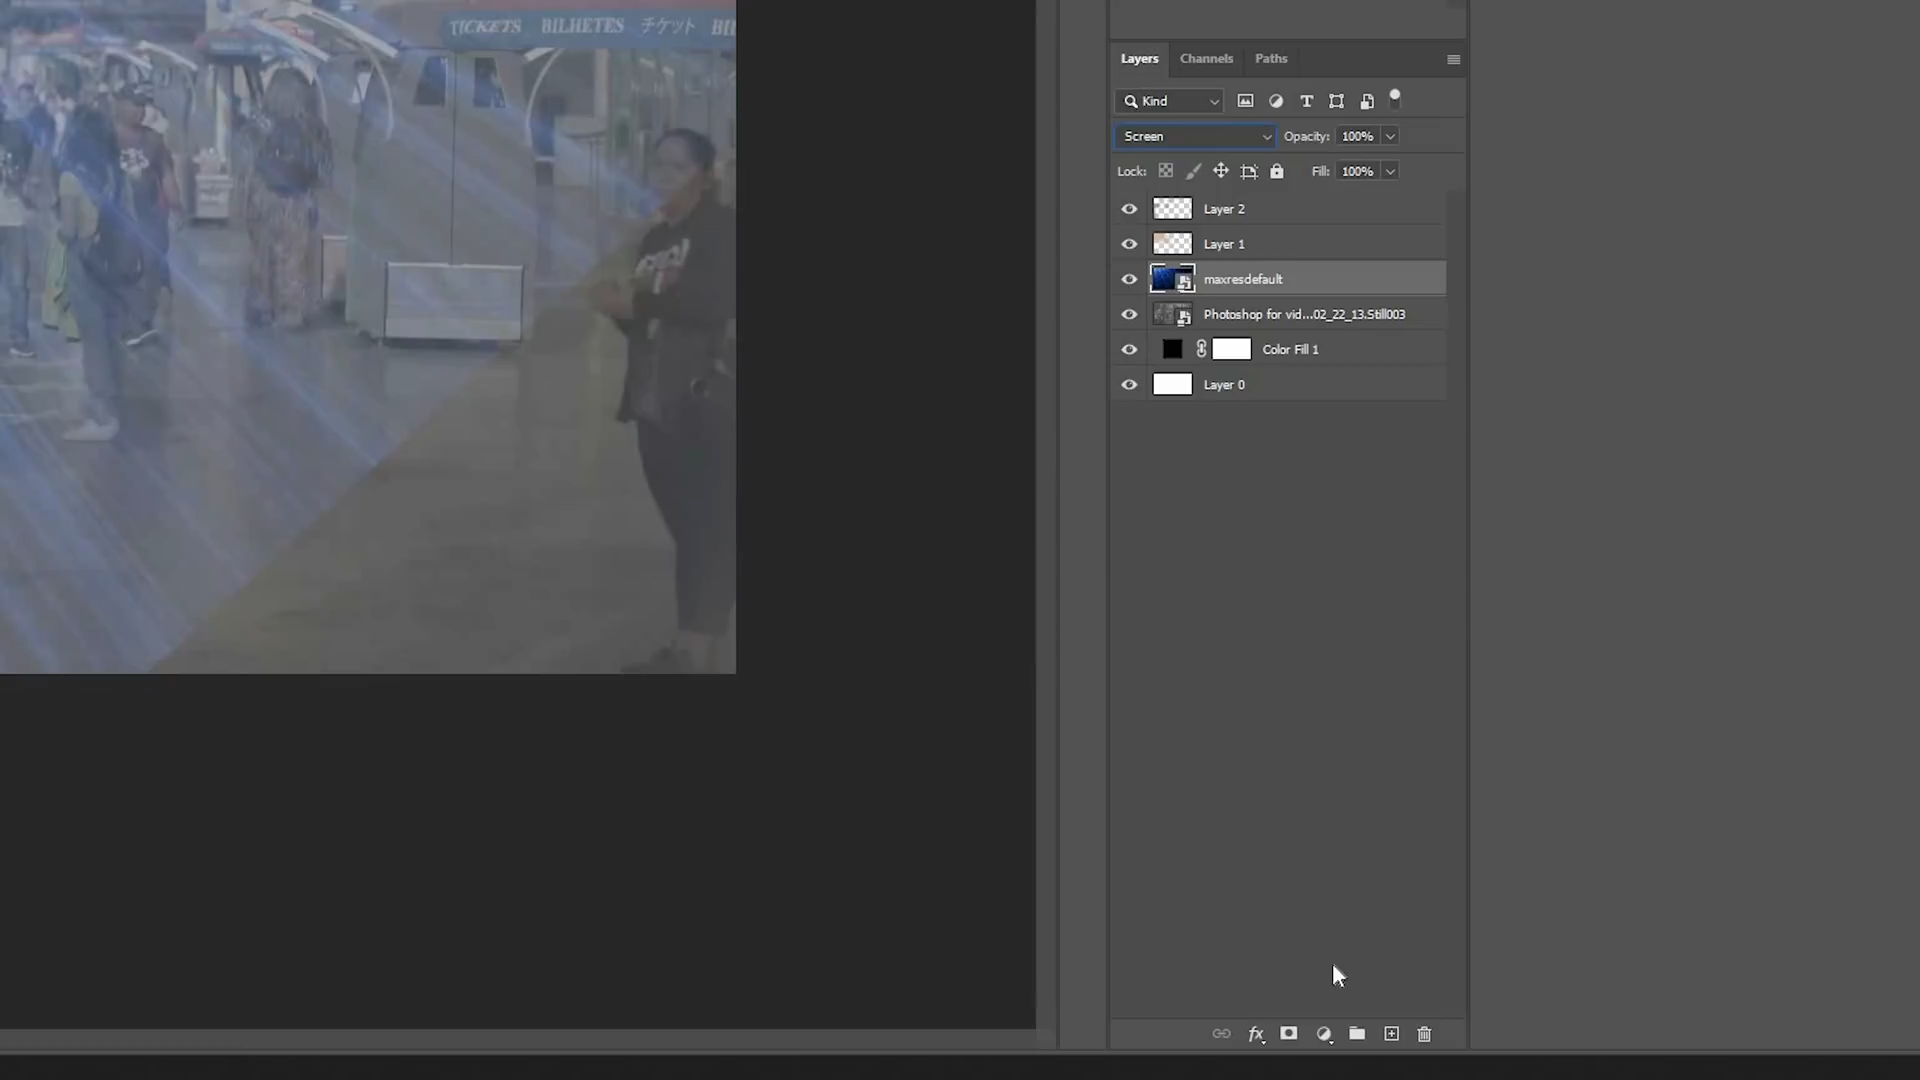 TICKETS BILHETES チケット
Layers Channels Paths
Kind
Screen Opacity: 100%
Lock: Fill: 100%
Layer 2
Layer 1
maxresdefault
Photoshop for vid...02_22_13.Still003
Color Fill 1
Layer 0
fx